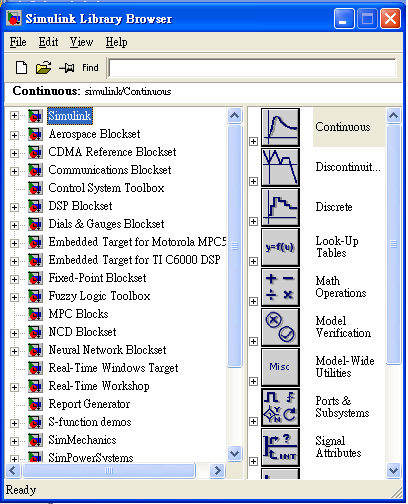 Simulink Library Browser
File Edit View Help
Find
Continuous: simulink/Continuous
Simulink
Aerospace Blockset
CDMA Reference Blockset
Communications Blockset
Control System Toolbox
DSP Blockset
Dials & Gauges Blockset
Embedded Target for Motorola MPC5
Embedded Target for TI C6000 DSP
Fixed-Point Blockset
Fuzzy Logic Toolbox
MPC Blocks
NCD Blockset
Neural Network Blockset
Real-Time Windows Target
Real-Time Workshop
Report Generator
S-function demos
SimMechanics
SimPowerSystems
Continuous
Discontinuit...
Discrete
y=f(u)
Look-Up
Tables
+ −
÷ ×
Math
Operations
Model
Verification
Misc
Model-Wide
Utilities
Ports &
Subsystems
?
INT
Signal
Attributes
Ready